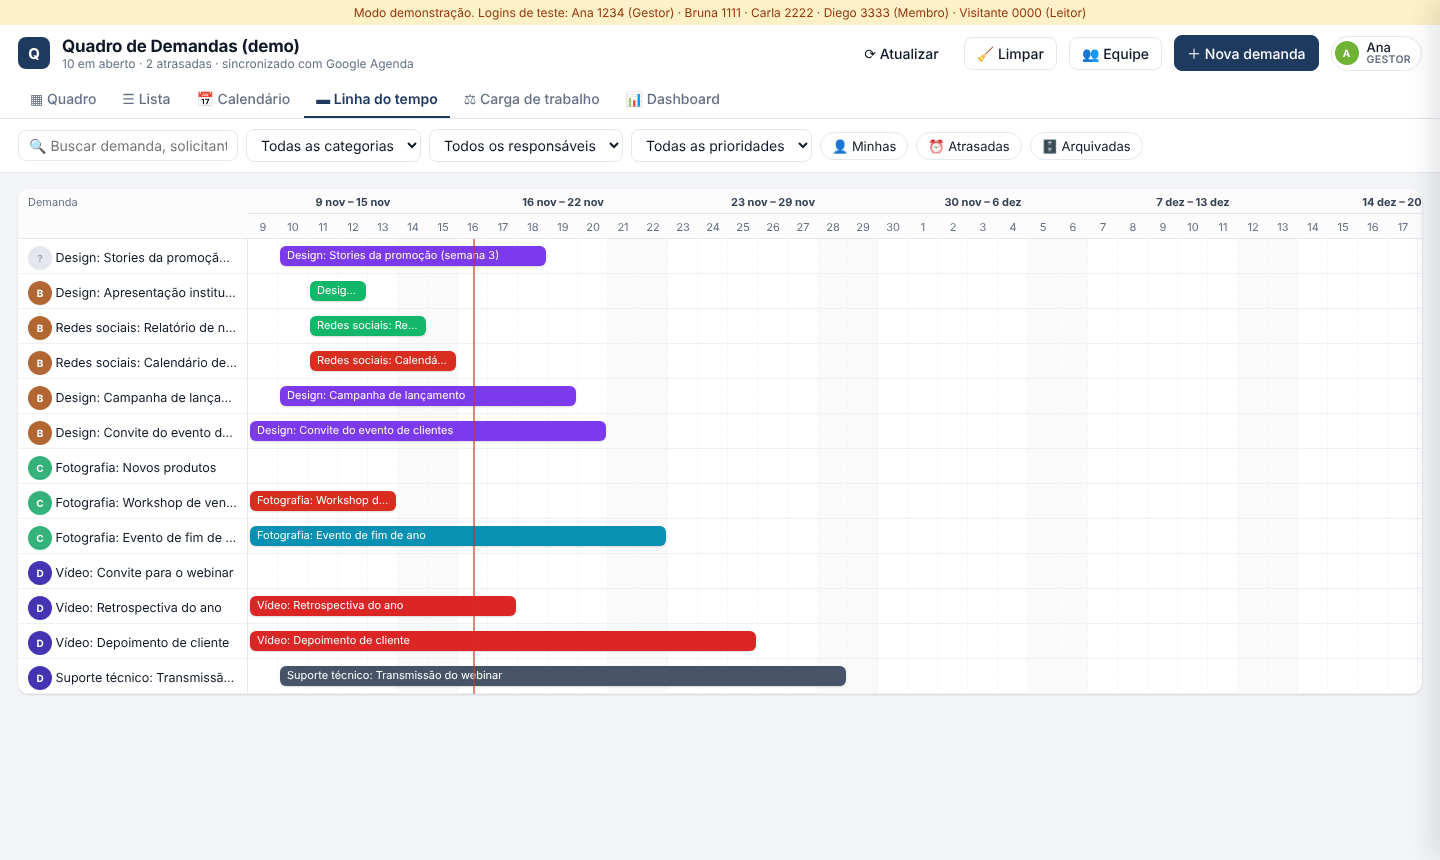 Modo demonstração. Logins de teste: Ana 1234 (Gestor) · Bruna 1111 · Carla 2222 · Diego 3333 (Membro) · Visitante 0000 (Leitor)
Q
Quadro de Demandas (demo)
10 em aberto · 2 atrasadas · sincronizado com Google Agenda
⟳ Atualizar
Limpar
Equipe
+ Nova demanda
A
Ana
GESTOR
Quadro
Lista
Calendário
Linha do tempo
Carga de trabalho
Dashboard
Buscar demanda, solicitant
Todas as categorias
Todos os responsáveis
Todas as prioridades
Minhas
Atrasadas
Arquivadas
Demanda
9 nov – 15 nov
16 nov – 22 nov
23 nov – 29 nov
30 nov – 6 dez
7 dez – 13 dez
14 dez – 20
9 10 11 12 13 14 15 16 17 18 19 20 21 22 23 24 25 26 27 28 29 30 1 2 3 4 5 6 7 8 9 10 11 12 13 14 15 16 17
? Design: Stories da promoçã...
Design: Stories da promoção (semana 3)
B Design: Apresentação institu...
Desig...
B Redes sociais: Relatório de n...
Redes sociais: Re...
B Redes sociais: Calendário de...
Redes sociais: Calendá...
B Design: Campanha de lança...
Design: Campanha de lançamento
B Design: Convite do evento d...
Design: Convite do evento de clientes
C Fotografia: Novos produtos
C Fotografia: Workshop de ven...
Fotografia: Workshop d...
C Fotografia: Evento de fim de ...
Fotografia: Evento de fim de ano
D Vídeo: Convite para o webinar
D Vídeo: Retrospectiva do ano
Vídeo: Retrospectiva do ano
D Vídeo: Depoimento de cliente
Vídeo: Depoimento de cliente
D Suporte técnico: Transmissã...
Suporte técnico: Transmissão do webinar